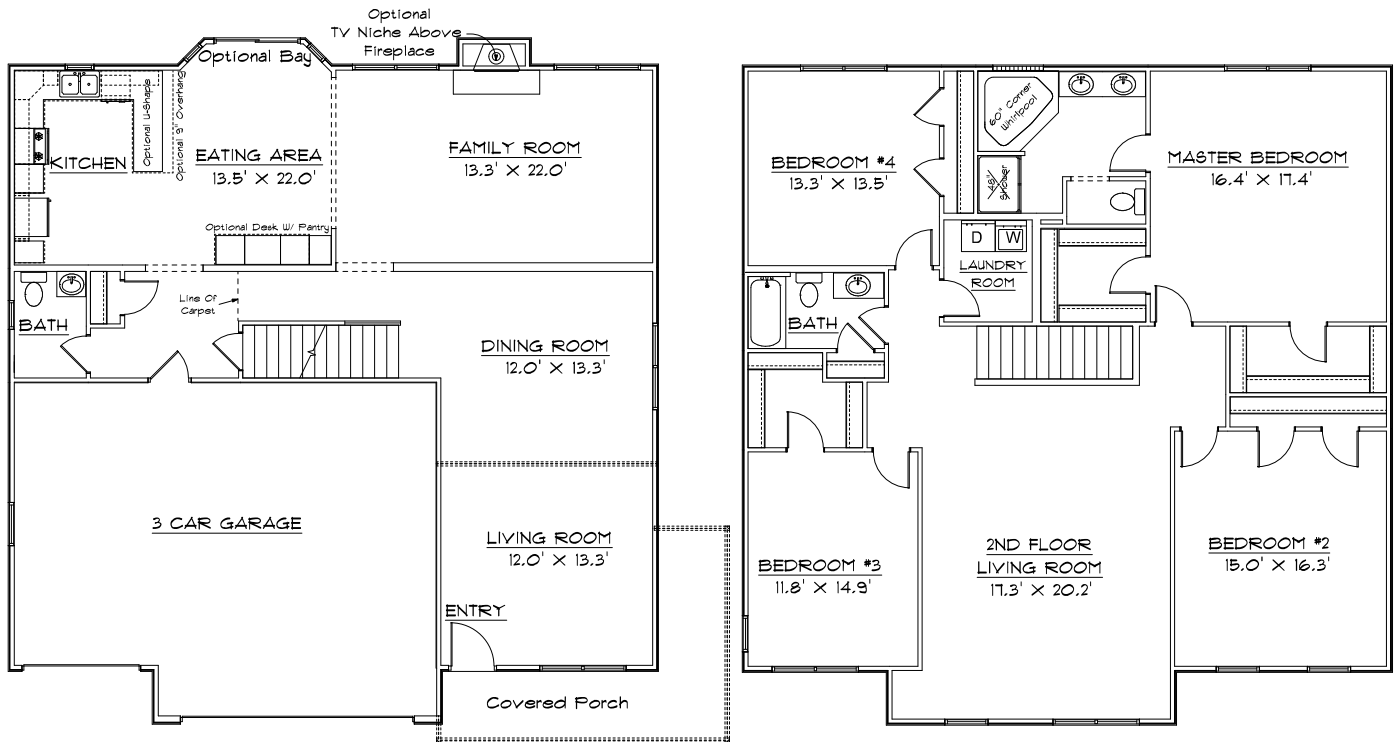 Optional
TV Niche Above
Fireplace
Optional Bay
Optional U-Shape
Optional 9" Overhang
KITCHEN
EATING AREA
13.5' X 22.0'
FAMILY ROOM
13.3' X 22.0'
Optional Desk W/ Pantry
BATH
Line Of
Carpet
DINING ROOM
12.0' X 13.3'
3 CAR GARAGE
LIVING ROOM
12.0' X 13.3'
ENTRY
Covered Porch
60" Corner
Whirlpool
BEDROOM #4
13.3' X 13.5'
48"
Shower
MASTER BEDROOM
16.4' X 17.4'
D
W
LAUNDRY
ROOM
BATH
BEDROOM #3
11.8' X 14.9'
2ND FLOOR
LIVING ROOM
17.3' X 20.2'
BEDROOM #2
15.0' X 16.3'